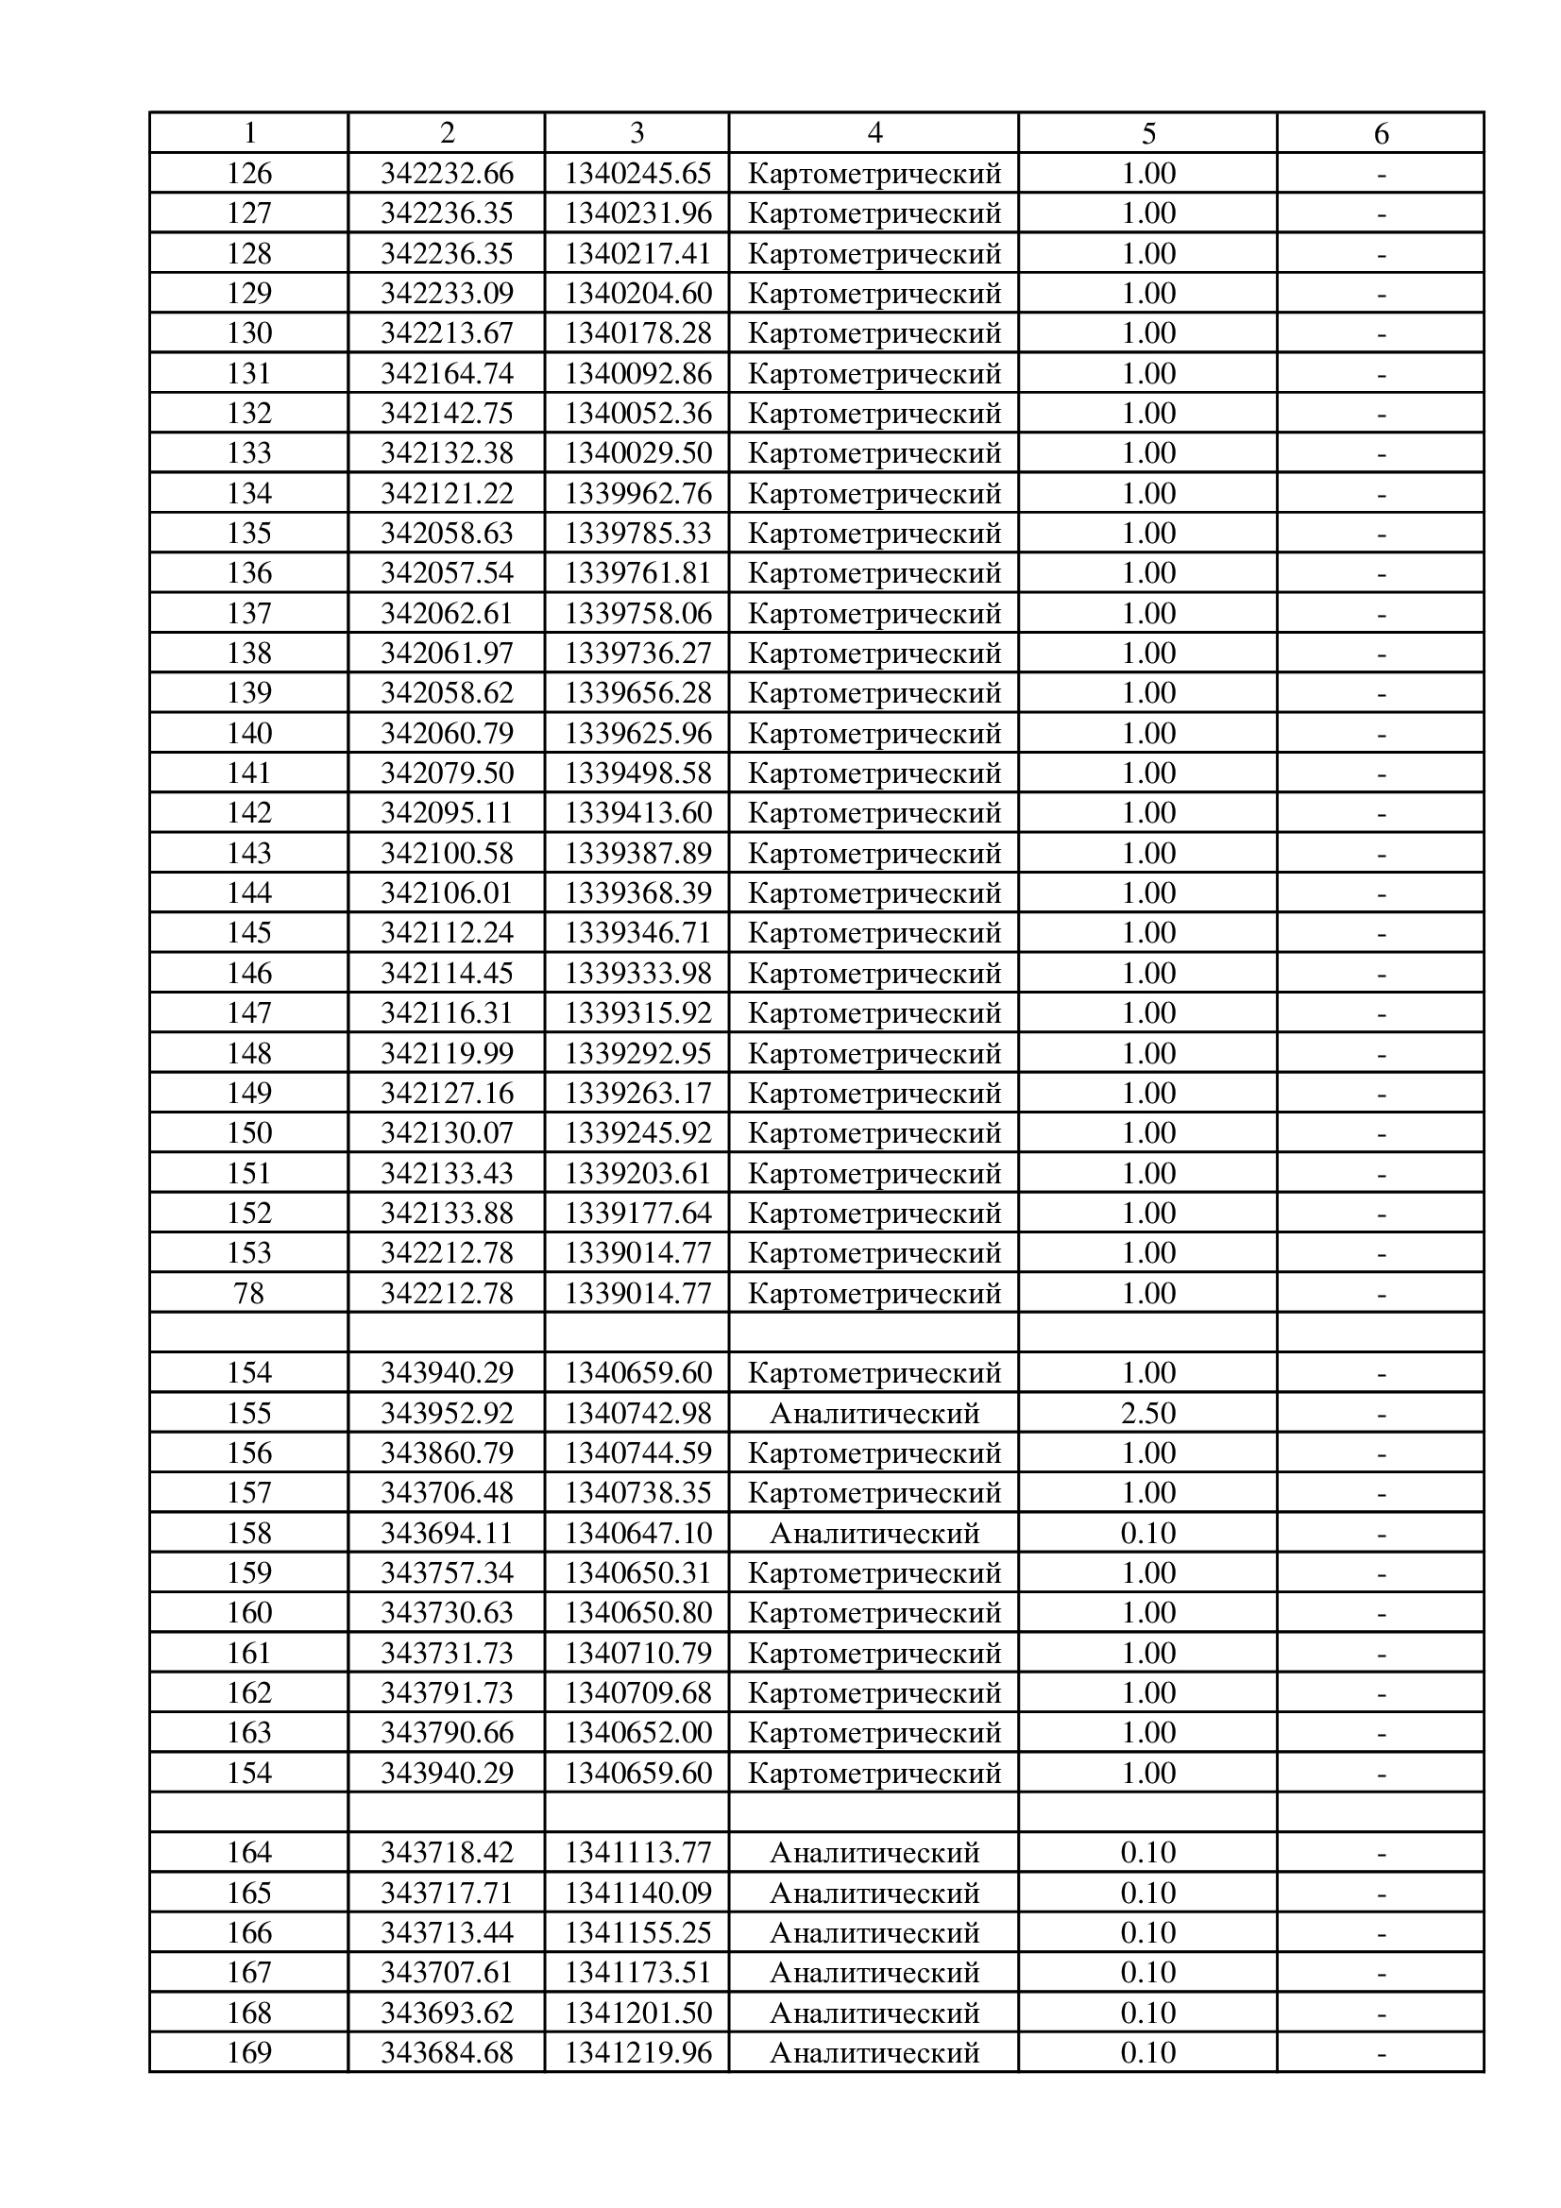 1 2 3 4 5 6
126 342232.66 1340245.65 Картометрический 1.00 -
127 342236.35 1340231.96 Картометрический 1.00 -
128 342236.35 1340217.41 Картометрический 1.00 -
129 342233.09 1340204.60 Картометрический 1.00 -
130 342213.67 1340178.28 Картометрический 1.00 -
131 342164.74 1340092.86 Картометрический 1.00 -
132 342142.75 1340052.36 Картометрический 1.00 -
133 342132.38 1340029.50 Картометрический 1.00 -
134 342121.22 1339962.76 Картометрический 1.00 -
135 342058.63 1339785.33 Картометрический 1.00 -
136 342057.54 1339761.81 Картометрический 1.00 -
137 342062.61 1339758.06 Картометрический 1.00 -
138 342061.97 1339736.27 Картометрический 1.00 -
139 342058.62 1339656.28 Картометрический 1.00 -
140 342060.79 1339625.96 Картометрический 1.00 -
141 342079.50 1339498.58 Картометрический 1.00 -
142 342095.11 1339413.60 Картометрический 1.00 -
143 342100.58 1339387.89 Картометрический 1.00 -
144 342106.01 1339368.39 Картометрический 1.00 -
145 342112.24 1339346.71 Картометрический 1.00 -
146 342114.45 1339333.98 Картометрический 1.00 -
147 342116.31 1339315.92 Картометрический 1.00 -
148 342119.99 1339292.95 Картометрический 1.00 -
149 342127.16 1339263.17 Картометрический 1.00 -
150 342130.07 1339245.92 Картометрический 1.00 -
151 342133.43 1339203.61 Картометрический 1.00 -
152 342133.88 1339177.64 Картометрический 1.00 -
153 342212.78 1339014.77 Картометрический 1.00 -
78 342212.78 1339014.77 Картометрический 1.00 -
154 343940.29 1340659.60 Картометрический 1.00 -
155 343952.92 1340742.98 Аналитический 2.50 -
156 343860.79 1340744.59 Картометрический 1.00 -
157 343706.48 1340738.35 Картометрический 1.00 -
158 343694.11 1340647.10 Аналитический 0.10 -
159 343757.34 1340650.31 Картометрический 1.00 -
160 343730.63 1340650.80 Картометрический 1.00 -
161 343731.73 1340710.79 Картометрический 1.00 -
162 343791.73 1340709.68 Картометрический 1.00 -
163 343790.66 1340652.00 Картометрический 1.00 -
154 343940.29 1340659.60 Картометрический 1.00 -
164 343718.42 1341113.77 Аналитический 0.10 -
165 343717.71 1341140.09 Аналитический 0.10 -
166 343713.44 1341155.25 Аналитический 0.10 -
167 343707.61 1341173.51 Аналитический 0.10 -
168 343693.62 1341201.50 Аналитический 0.10 -
169 343684.68 1341219.96 Аналитический 0.10 -